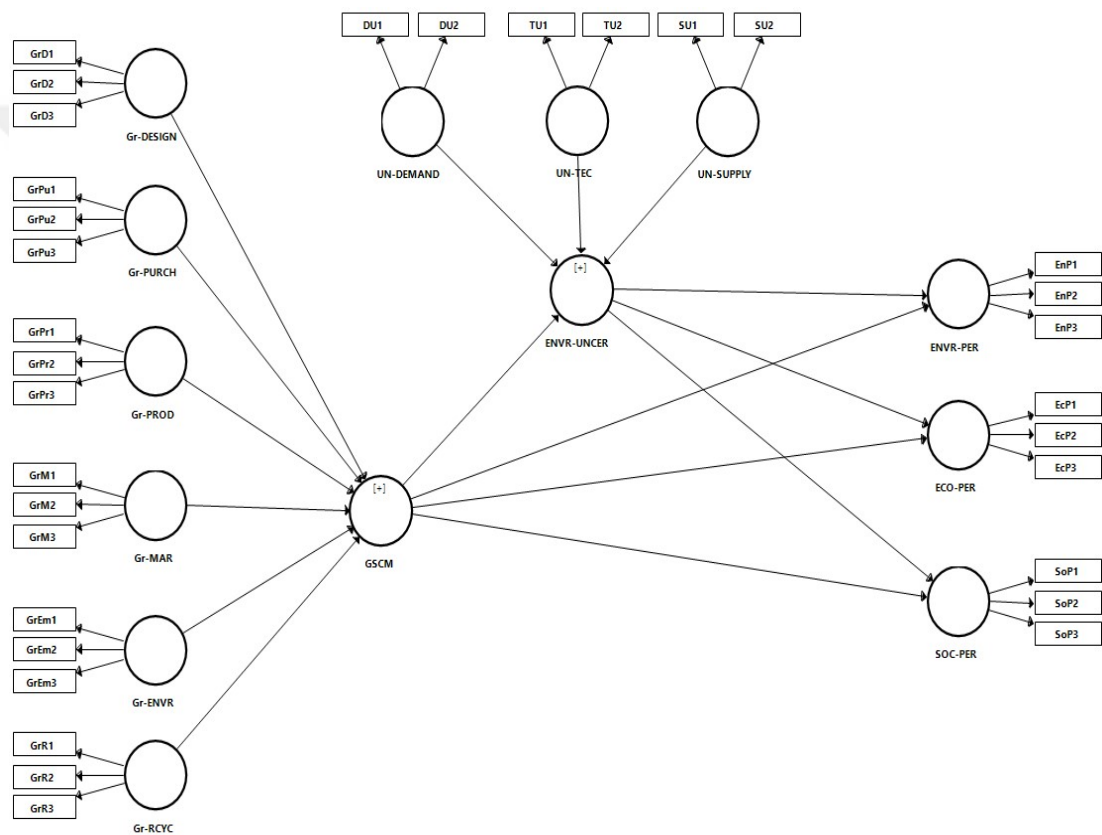 DU1
DU2
TU1
TU2
SU1
SU2
UN-DEMAND
UN-TEC
UN-SUPPLY
GrD1
GrD2
GrD3
Gr-DESIGN
GrPu1
GrPu2
GrPu3
Gr-PURCH
GrPr1
GrPr2
GrPr3
Gr-PROD
GrM1
GrM2
GrM3
Gr-MAR
GrEm1
GrEm2
GrEm3
Gr-ENVR
GrR1
GrR2
GrR3
Gr-RCYC
[+]
GSCM
[+]
ENVR-UNCER
EnP1
EnP2
EnP3
ENVR-PER
EcP1
EcP2
EcP3
ECO-PER
SoP1
SoP2
SoP3
SOC-PER